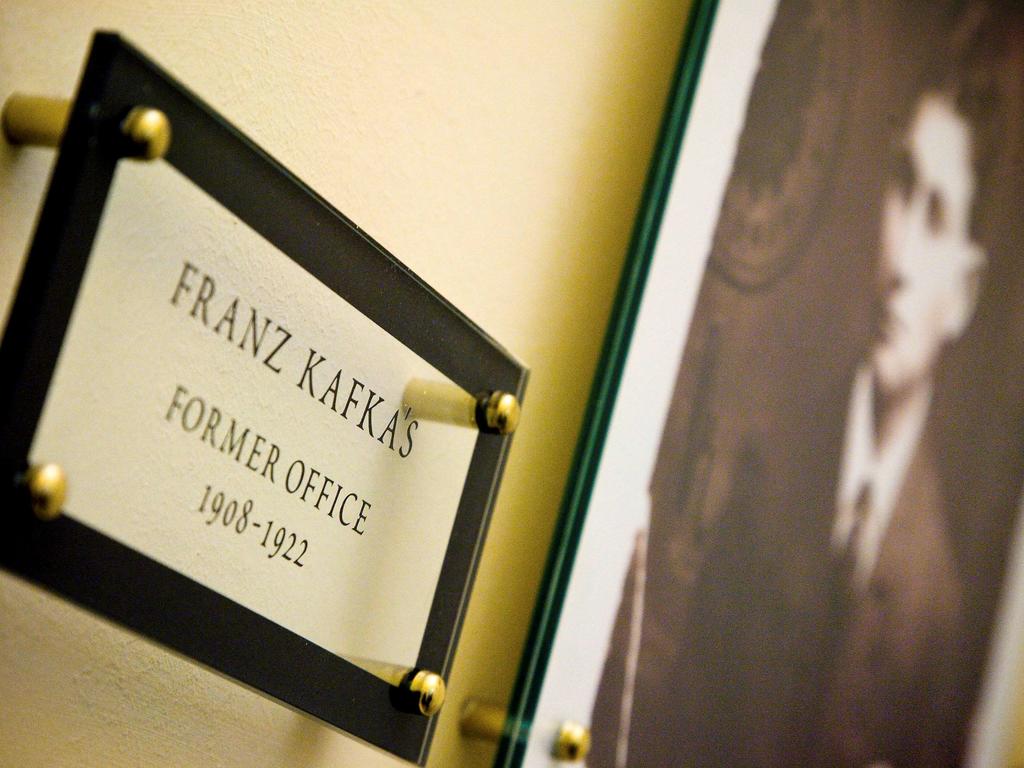 FRANZ KAFKA'S
FORMER OFFICE
1908-1922